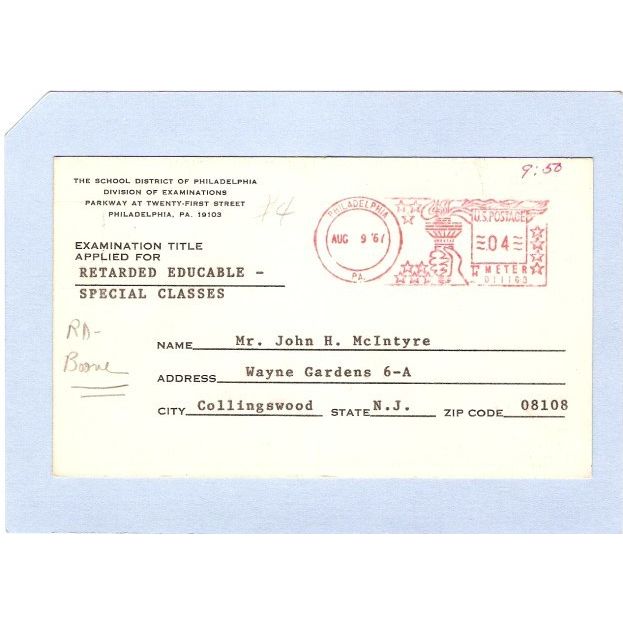 9:50
THE SCHOOL DISTRICT OF PHILADELPHIA
DIVISION OF EXAMINATIONS
PARKWAY AT TWENTY-FIRST STREET
PHILADELPHIA, PA. 19103
PHILADELPHIA
AUG 9 '67
PA.
U.S. POSTAGE
04
METER
011163
EXAMINATION TITLE
APPLIED FOR
RETARDED EDUCABLE -
SPECIAL CLASSES
Boone
NAME Mr. John H. McIntyre
ADDRESS Wayne Gardens 6-A
CITY Collingswood STATE N.J. ZIP CODE 08108